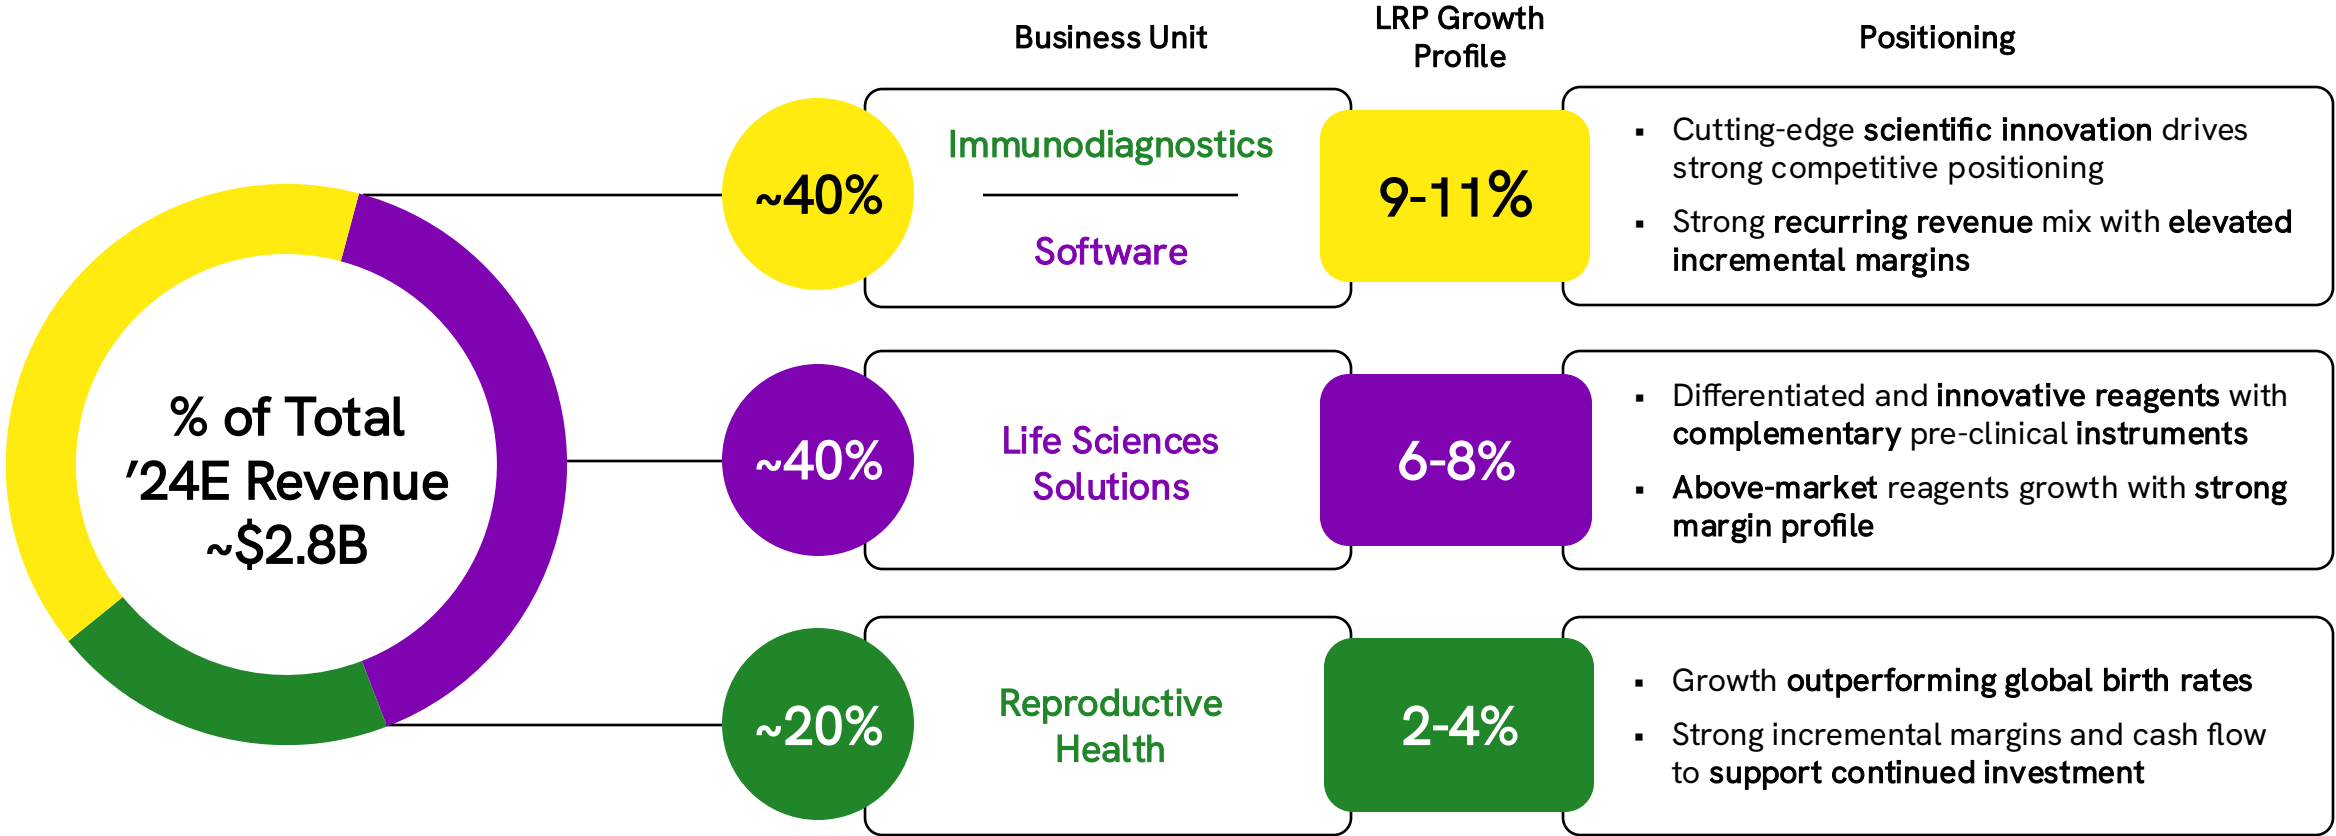 Business Unit
LRP Growth
Profile
Positioning
% of Total
’24E Revenue
~$2.8B
~40%
Immunodiagnostics
Software
9-11%
▪ Cutting-edge scientific innovation drives
strong competitive positioning
▪ Strong recurring revenue mix with elevated
incremental margins
~40%
Life Sciences
Solutions
6-8%
▪ Differentiated and innovative reagents with
complementary pre-clinical instruments
▪ Above-market reagents growth with strong
margin profile
~20%
Reproductive
Health
2-4%
▪ Growth outperforming global birth rates
▪ Strong incremental margins and cash flow
to support continued investment